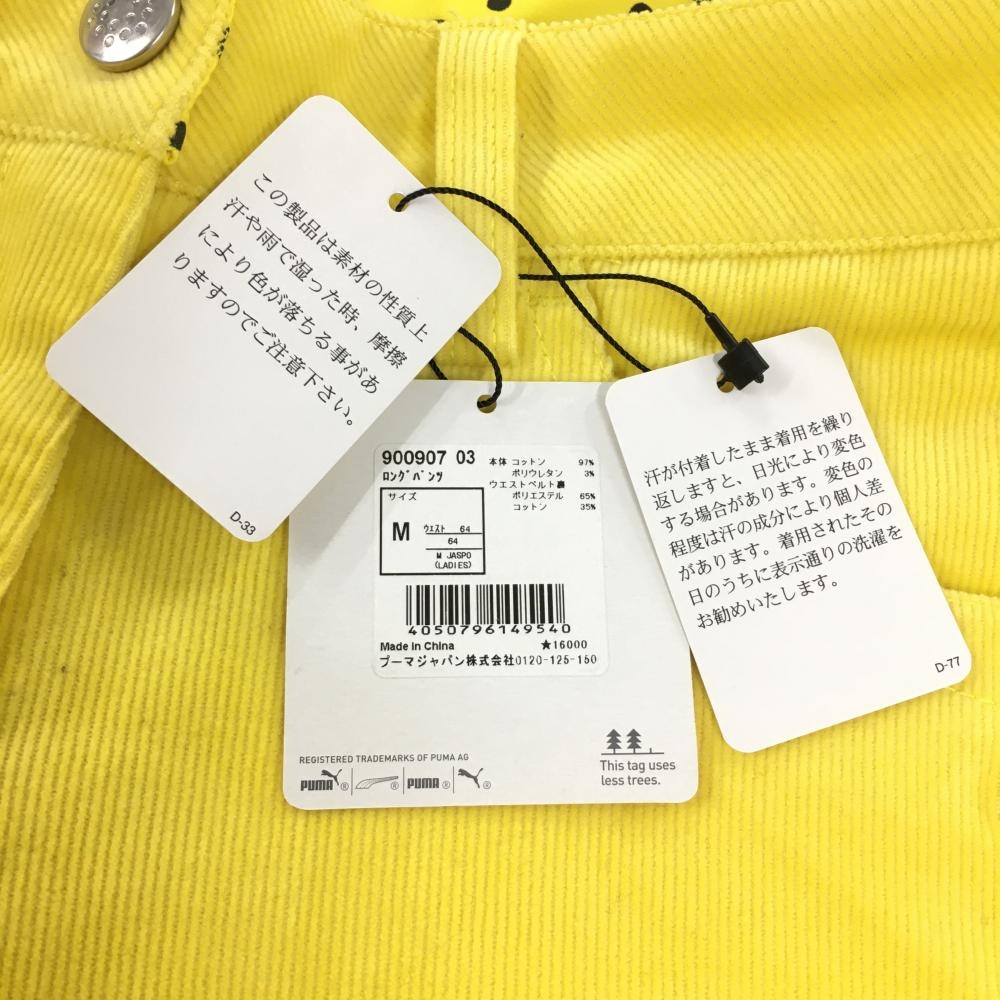 この製品は素材の性質上
汗や雨で湿った時、摩擦
により色が落ちる事があ
りますのでご注意下さい。
D-33
900907 03
ﾛﾝｸﾞﾊﾟﾝﾂ
サイズ
M
ｳｴｽﾄ 64
64
M JASPO
(LADIES)
本体 コットン 97%
ポリウレタン 3%
ウエストベルト裏
ポリエステル 65%
コットン 35%
4050796149540
Made in China ★16000
プーマジャパン株式会社0120-125-150
REGISTERED TRADEMARKS OF PUMA AG
PUMA® ® PUMA® ®
This tag uses
less trees.
汗が付着したまま着用を繰り
返しますと、日光により変色
する場合があります。変色の
程度は汗の成分により個人差
があります。着用されたその
日のうちに表示通りの洗濯を
お勧めいたします。
D-77